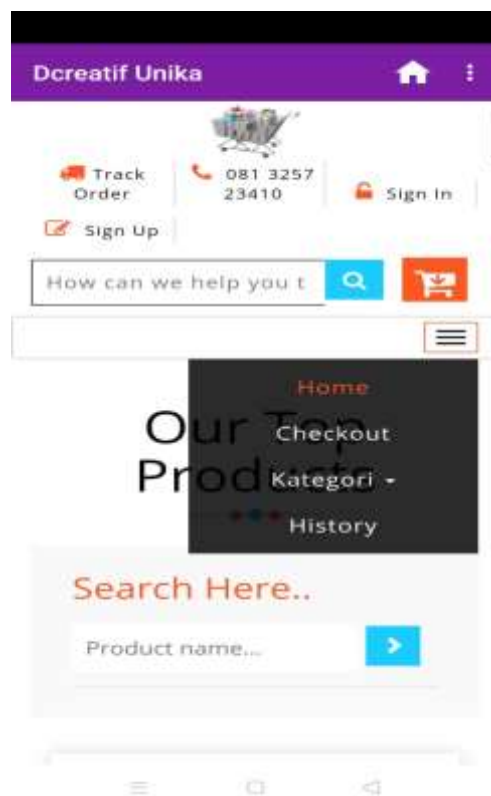 Dcreatif Unika
Track
Order
081 3257
23410
Sign In
Sign Up
How can we help you t
Home
Our Top
Checkout
Products
Kategori
History
Search Here..
Product name...